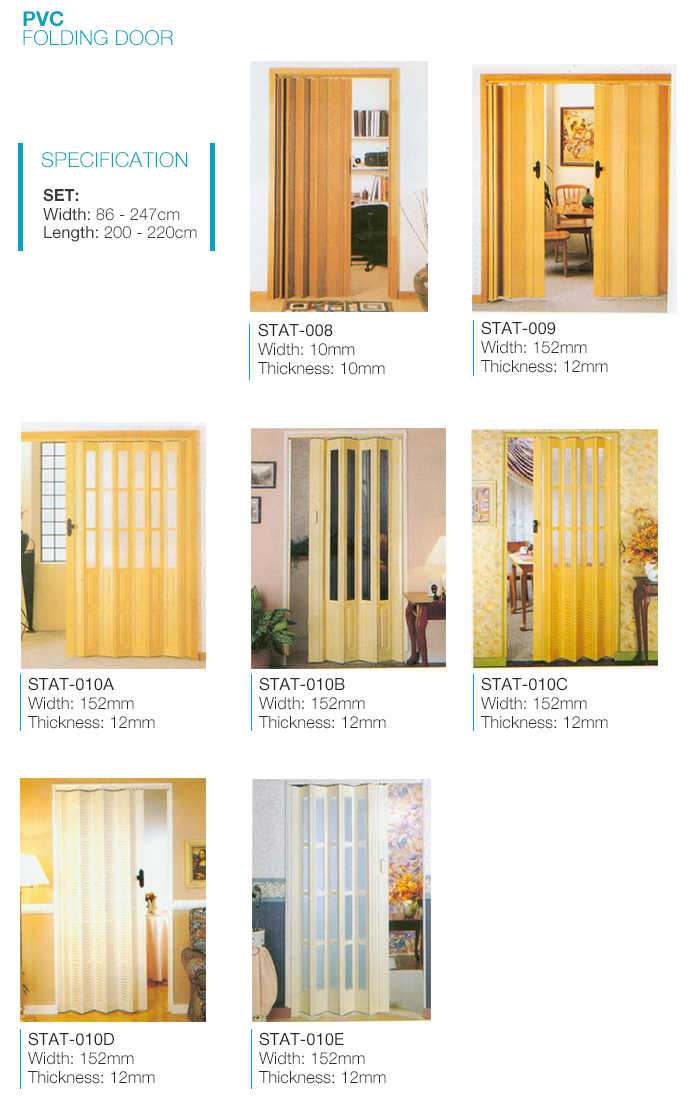 PVC
FOLDING DOOR
SPECIFICATION
SET:
Width: 86 - 247cm
Length: 200 - 220cm
STAT-008
Width: 10mm
Thickness: 10mm
STAT-009
Width: 152mm
Thickness: 12mm
STAT-010A
Width: 152mm
Thickness: 12mm
STAT-010B
Width: 152mm
Thickness: 12mm
STAT-010C
Width: 152mm
Thickness: 12mm
STAT-010D
Width: 152mm
Thickness: 12mm
STAT-010E
Width: 152mm
Thickness: 12mm